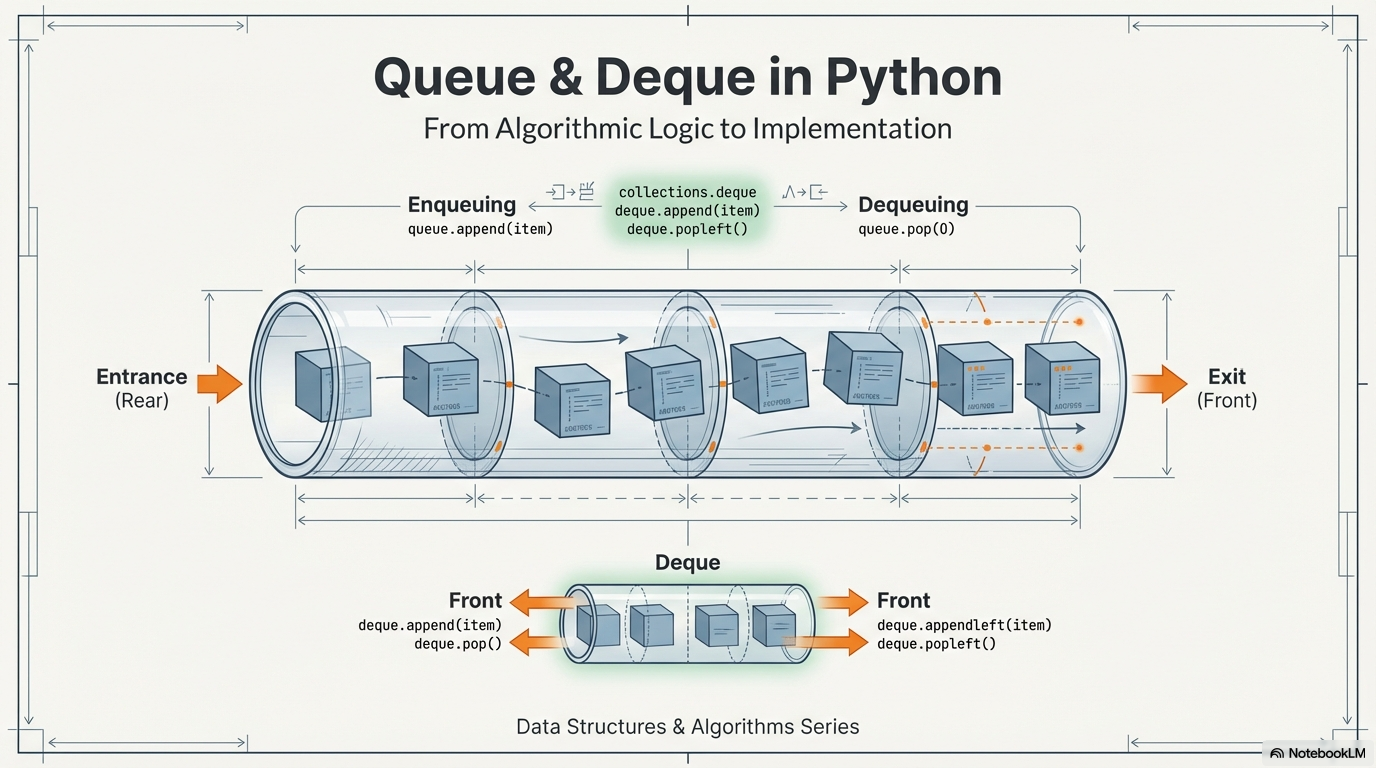 Queue & Deque in Python
From Algorithmic Logic to Implementation
Enqueuing
queue.append(item)
collections.deque
deque.append(item)
deque.popleft()
Dequeuing
queue.pop(0)
Entrance
(Rear)
Exit
(Front)
Deque
Front
deque.append(item)
deque.pop()
Front
deque.appendleft(item)
deque.popleft()
Data Structures & Algorithms Series
NotebookLM